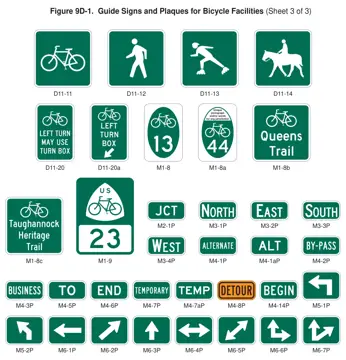 Figure 9D-1. Guide Signs and Plaques for Bicycle Facilities (Sheet 3 of 3)
D11-11 D11-12 D11-13 D11-14
LEFT TURN
MAY USE
TURN BOX
LEFT
TURN
BOX
13
44
Queens
Trail
D11-20 D11-20a M1-8 M1-8a M1-8b
Taughannock
Heritage
Trail
US
23
JCT NORTH EAST SOUTH
M2-1P M3-1P M3-2P M3-3P
WEST ALTERNATE ALT BY-PASS
M1-8c M1-9 M3-4P M4-1P M4-1aP M4-2P
BUSINESS TO END TEMPORARY TEMP DETOUR BEGIN
M4-3P M4-5P M4-6P M4-7P M4-7aP M4-8P M4-14P M5-1P
M5-2P M6-1P M6-2P M6-3P M6-4P M6-5P M6-6P M6-7P